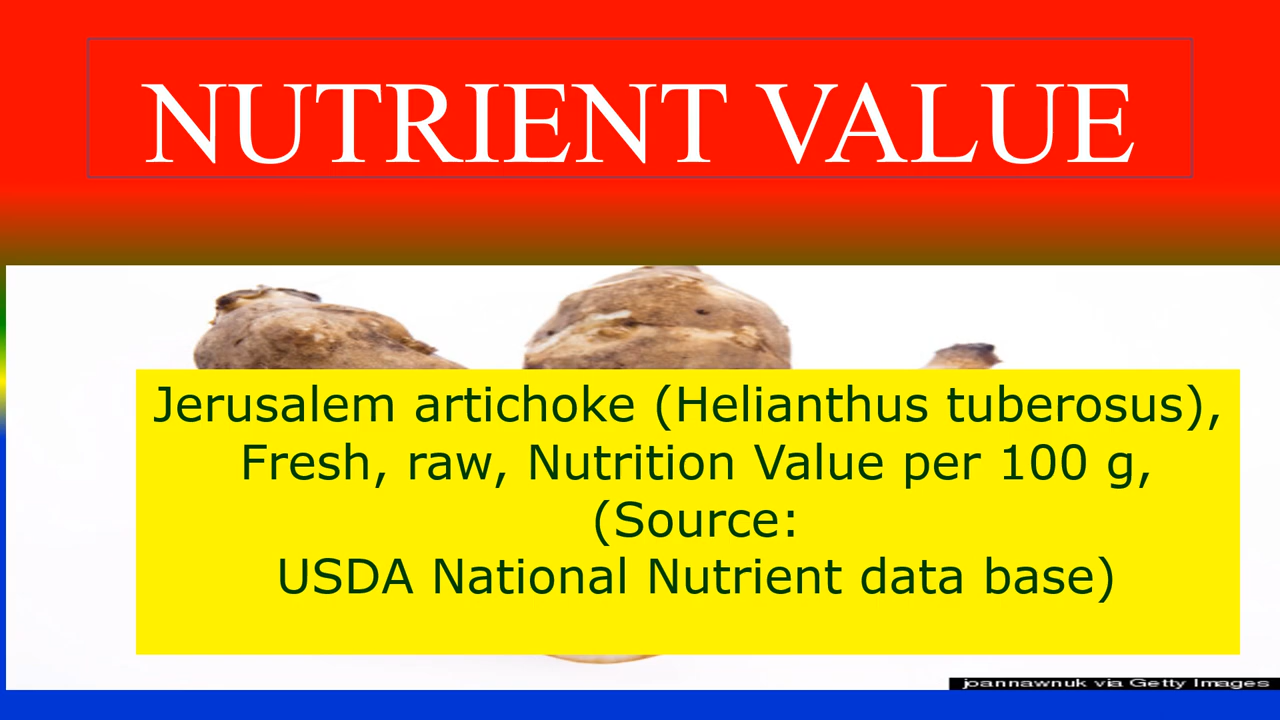 NUTRIENT VALUE
Jerusalem artichoke (Helianthus tuberosus),
Fresh, raw, Nutrition Value per 100 g,
(Source:
USDA National Nutrient data base)
joannawnuk via Getty Images